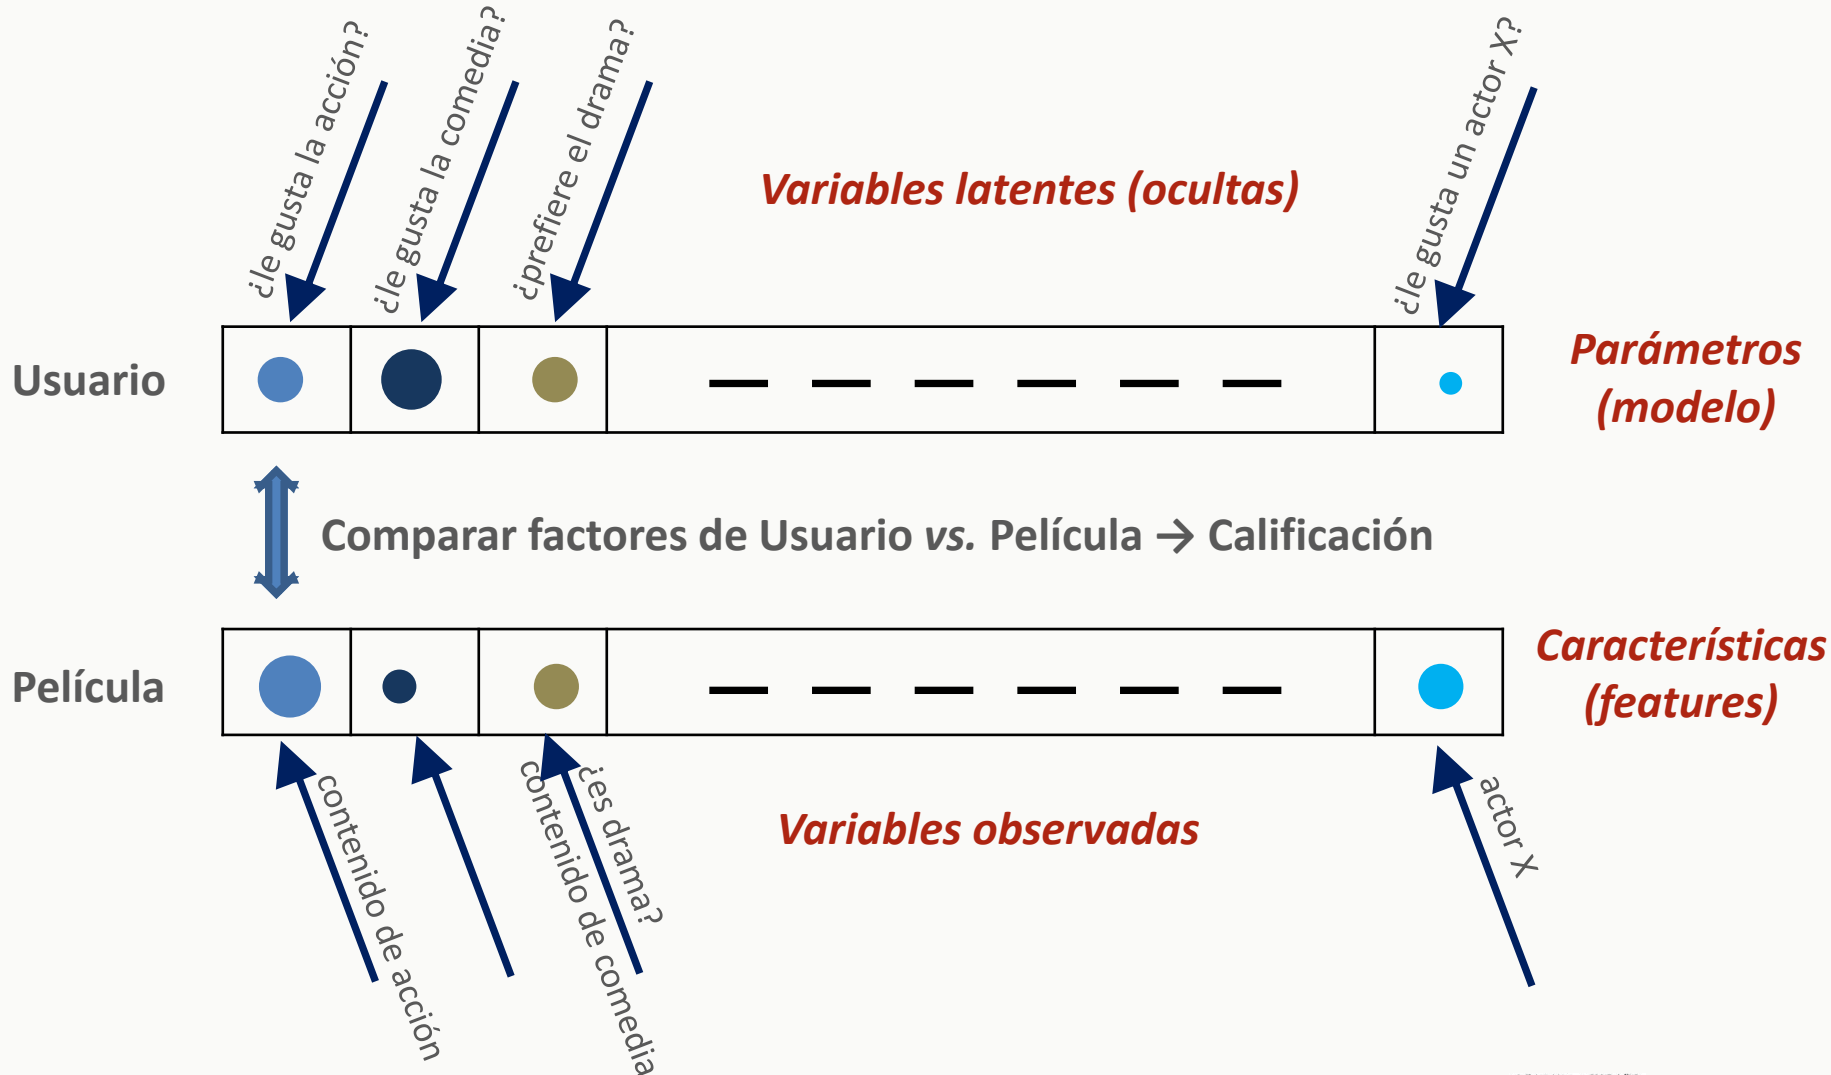 ¿le gusta la acción?
¿le gusta la comedia?
¿prefiere el drama?
¿le gusta un actor X?
Variables latentes (ocultas)
Usuario
Parámetros
(modelo)
Comparar factores de Usuario vs. Película → Calificación
Película
Características
(features)
contenido de acción
contenido de comedia
¿es drama?
actor X
Variables observadas